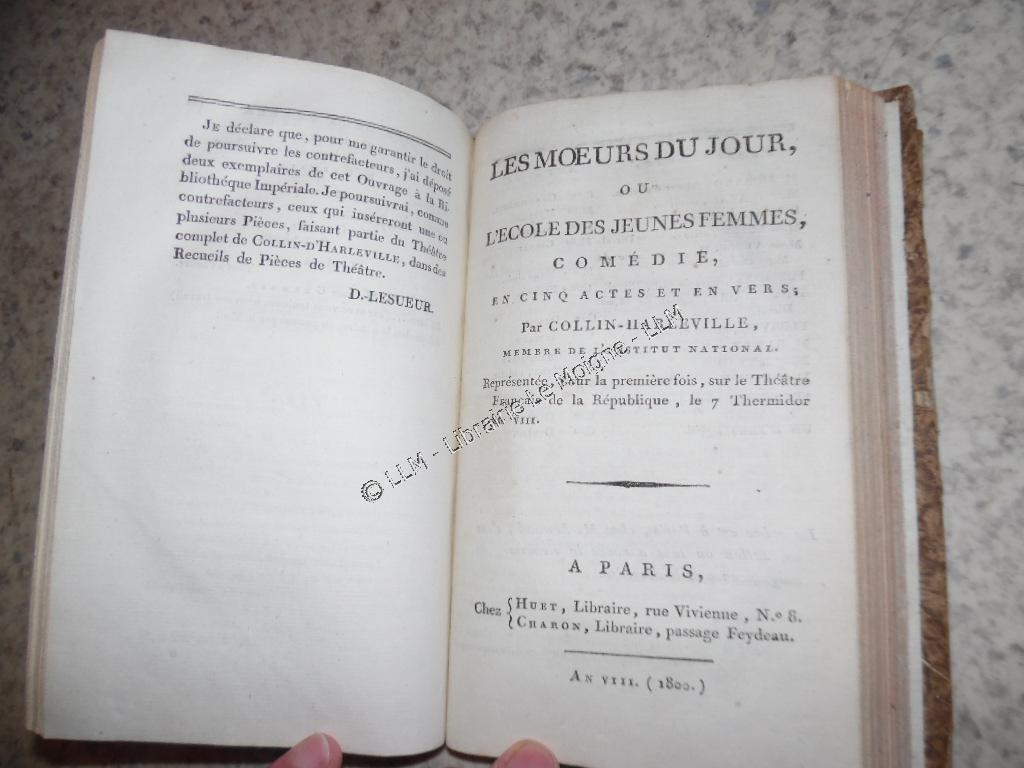 JE déclare que, pour me garantir le droit
de poursuivre les contrefacteurs, j'ai déposé
deux exemplaires de cet Ouvrage à la Bi-
bliothéque Impériale. Je poursuivrai, comme
contrefacteurs, ceux qui inséreront une ou
plusieurs Pièces, faisant partie du Théâtre
complet de COLLIN-D'HARLEVILLE, dans des
Recueils de Pièces de Théâtre.
D.-LESUEUR.
LES MOEURS DU JOUR,
OU
L'ECOLE DES JEUNES FEMMES,
COMÉDIE,
EN CINQ ACTES ET EN VERS;
Par COLLIN-HARLEVILLE,
MEMBRE DE L'INSTITUT NATIONAL.
Représentée, pour la première fois, sur le Théâtre
Français de la République, le 7 Thermidor
VIII.
A PARIS,
Chez { HUET, Libraire, rue Vivienne, N.º 8.
CHARON, Libraire, passage Feydeau.
AN VIII. (1800.)
© LLM - Librairie Le Moigne - LLM